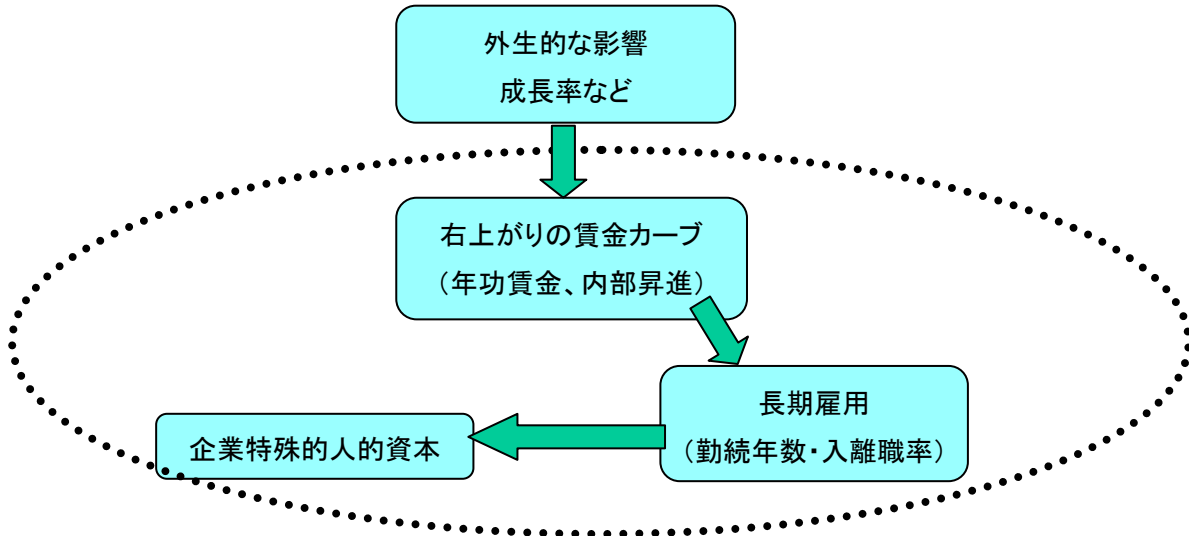 外生的な影響
成長率など
右上がりの賃金カーブ
（年功賃金、内部昇進）
長期雇用
（勤続年数・入離職率）
企業特殊的人的資本